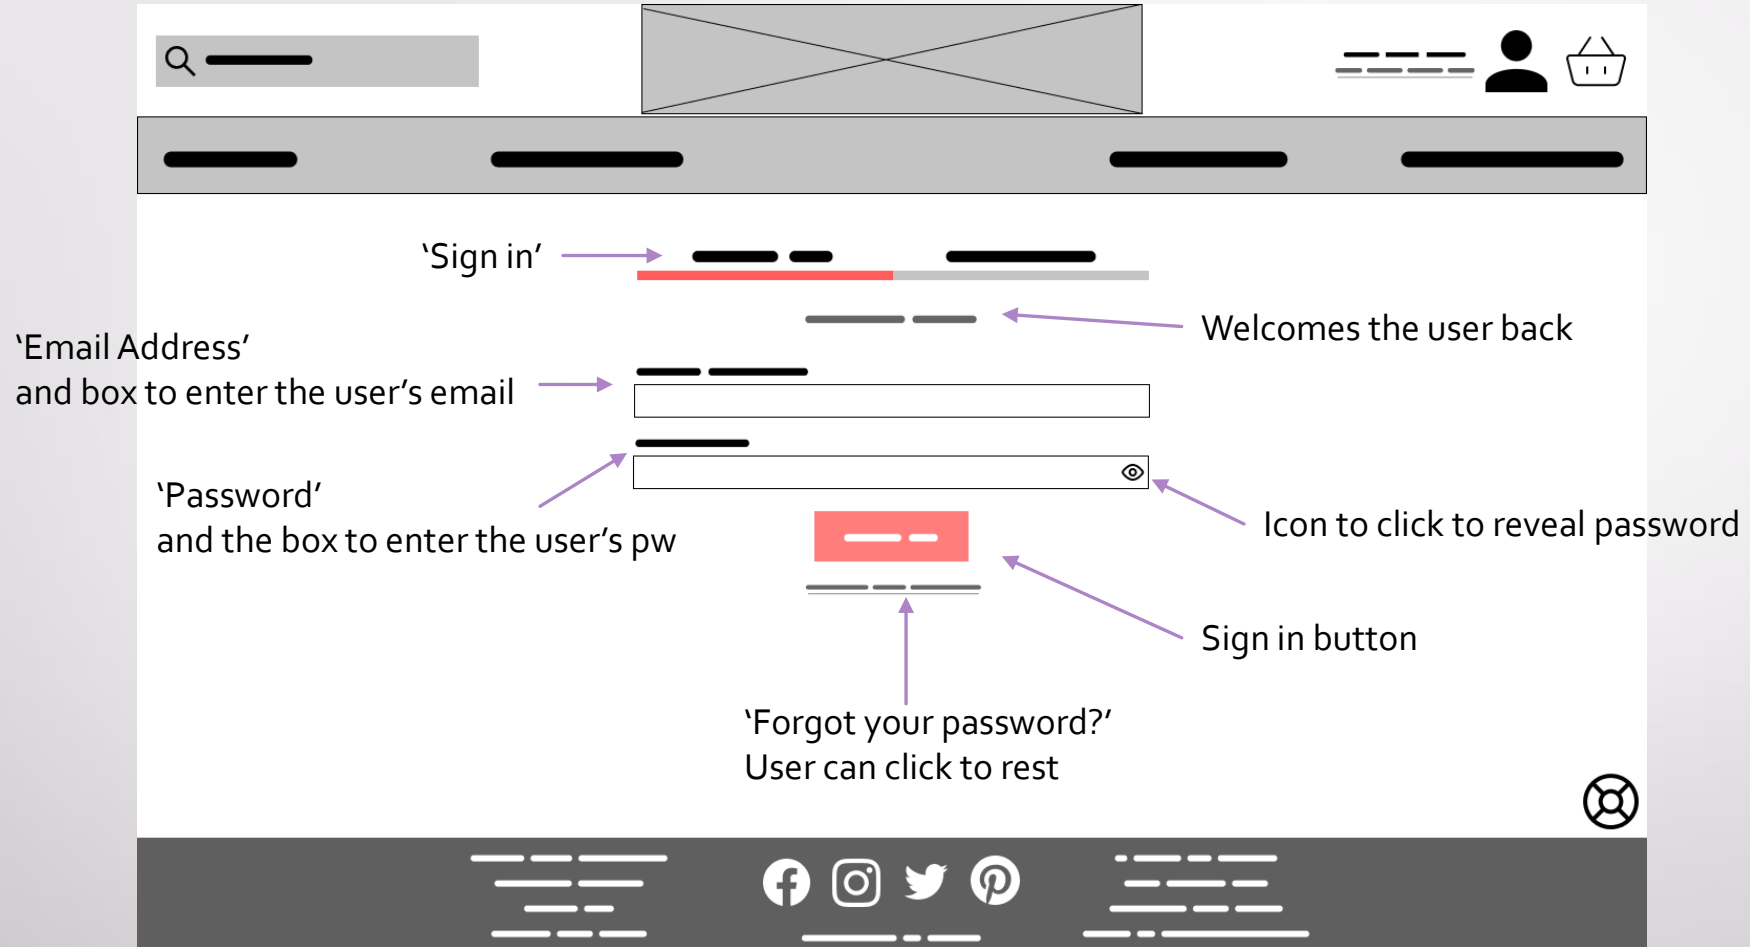 ‘Sign in’
Welcomes the user back
‘Email Address’
and box to enter the user’s email
‘Password’
and the box to enter the user’s pw
Icon to click to reveal password
Sign in button
‘Forgot your password?’
User can click to rest